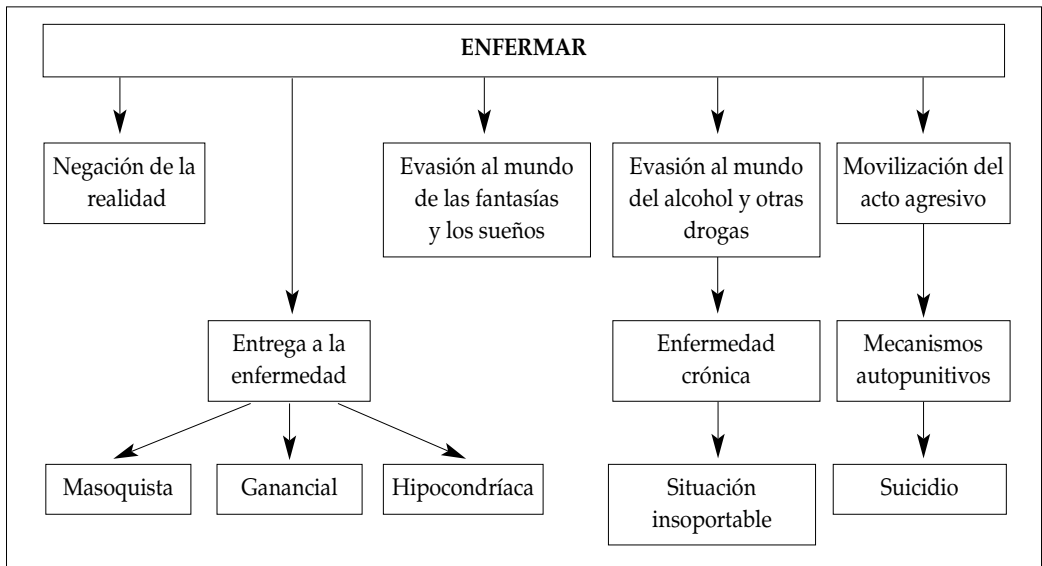 ENFERMAR
Negación de la
realidad
Evasión al mundo
de las fantasías
y los sueños
Evasión al mundo
del alcohol y otras
drogas
Movilización del
acto agresivo
Entrega a la
enfermedad
Enfermedad
crónica
Mecanismos
autopunitivos
Masoquista
Ganancial
Hipocondríaca
Situación
insoportable
Suicidio